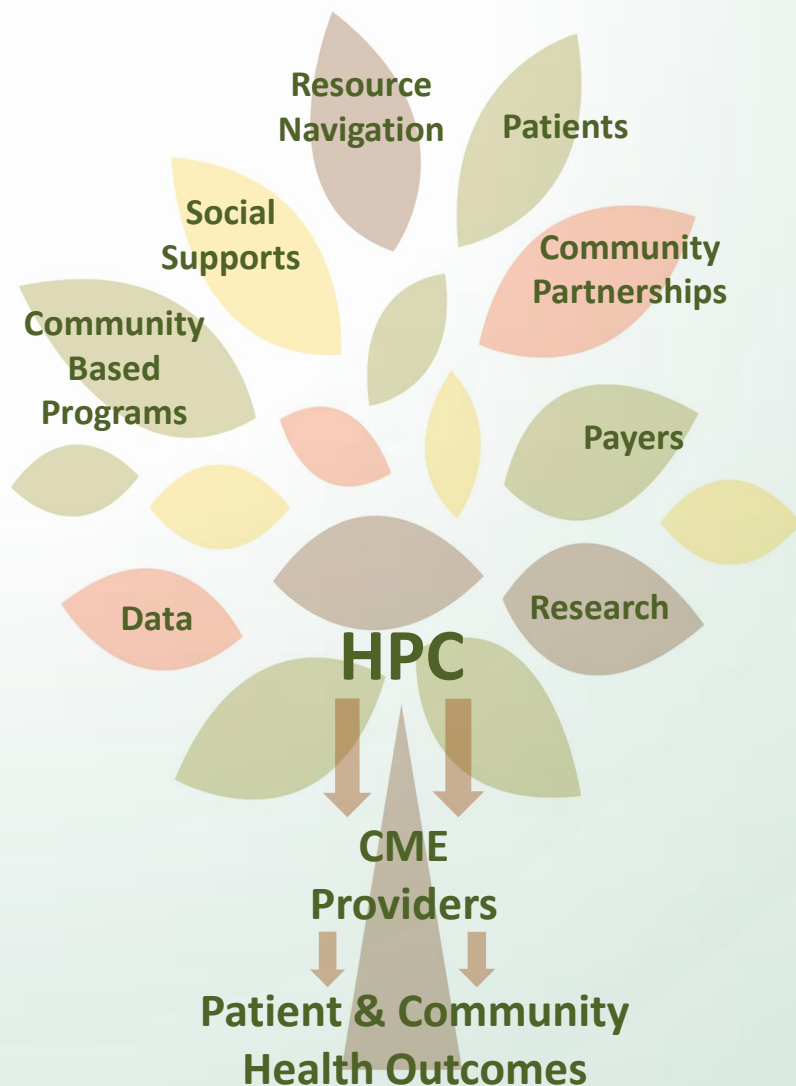 Resource
Navigation
Patients
Social
Supports
Community
Partnerships
Community
Based
Programs
Payers
Data
Research
HPC
CME
Providers
Patient & Community
Health Outcomes